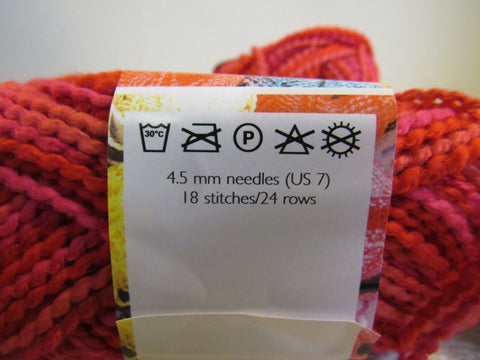 30°C P
4.5 mm needles (US 7)
18 stitches/24 rows